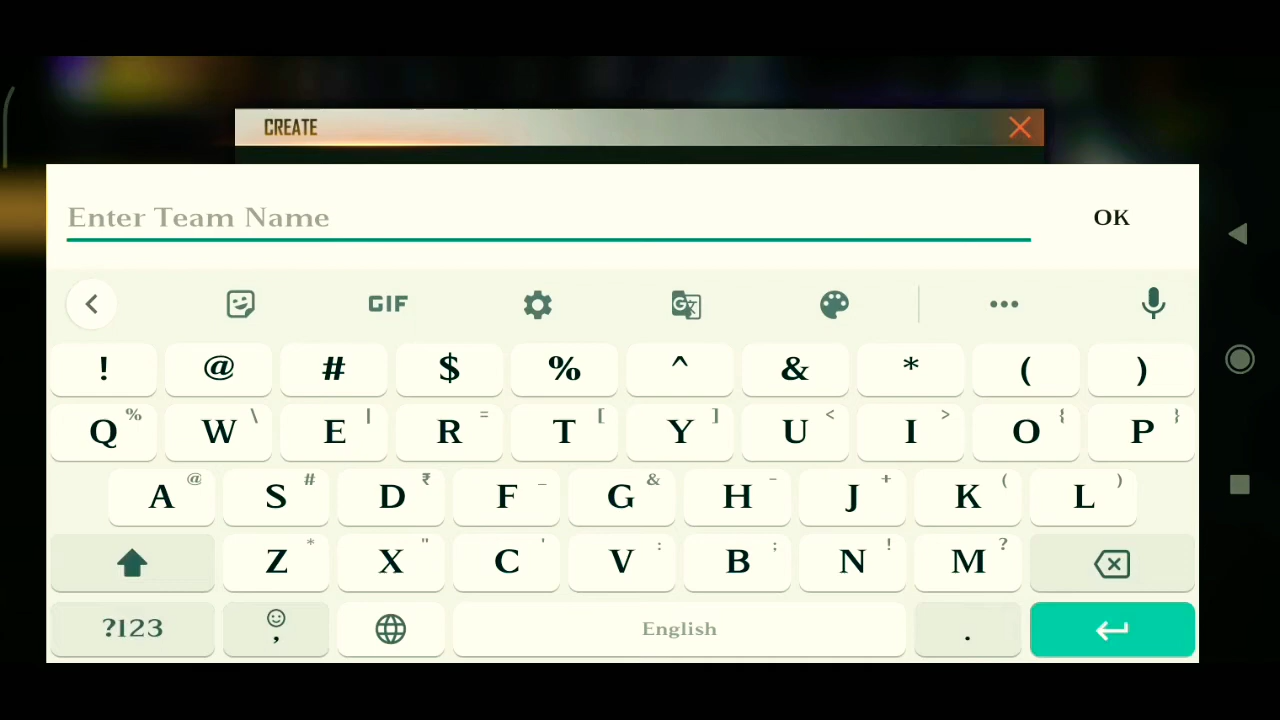 CREATE
Enter Team Name
OK
GIF
! @ # $ % ^ & * ( )
Q % W \ E | R = T [ Y ] U < I > O { P }
A @ S # D ₹ F _ G & H - J + K ( L )
Z * X " C ' V : B ; N ! M ?
?123 , English .